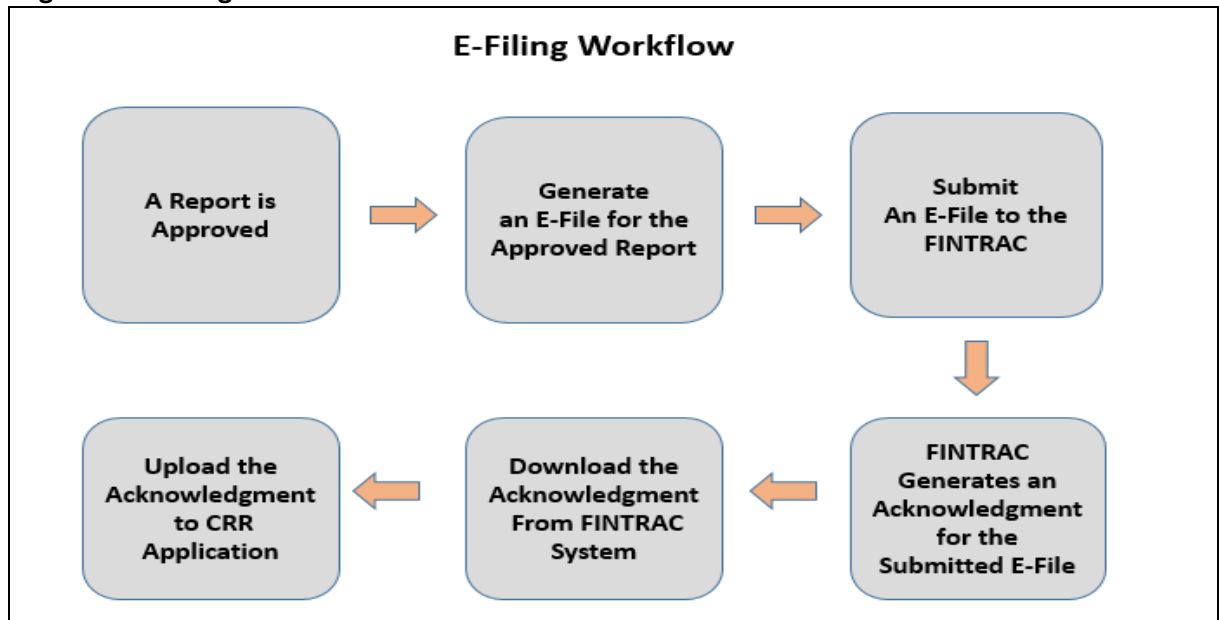 E-Filing Workflow
A Report is
Approved
Generate
an E-File for the
Approved Report
Submit
An E-File to the
FINTRAC
FINTRAC
Generates an
Acknowledgment
for the
Submitted E-File
Download the
Acknowledgment
From FINTRAC
System
Upload the
Acknowledgment
to CRR
Application